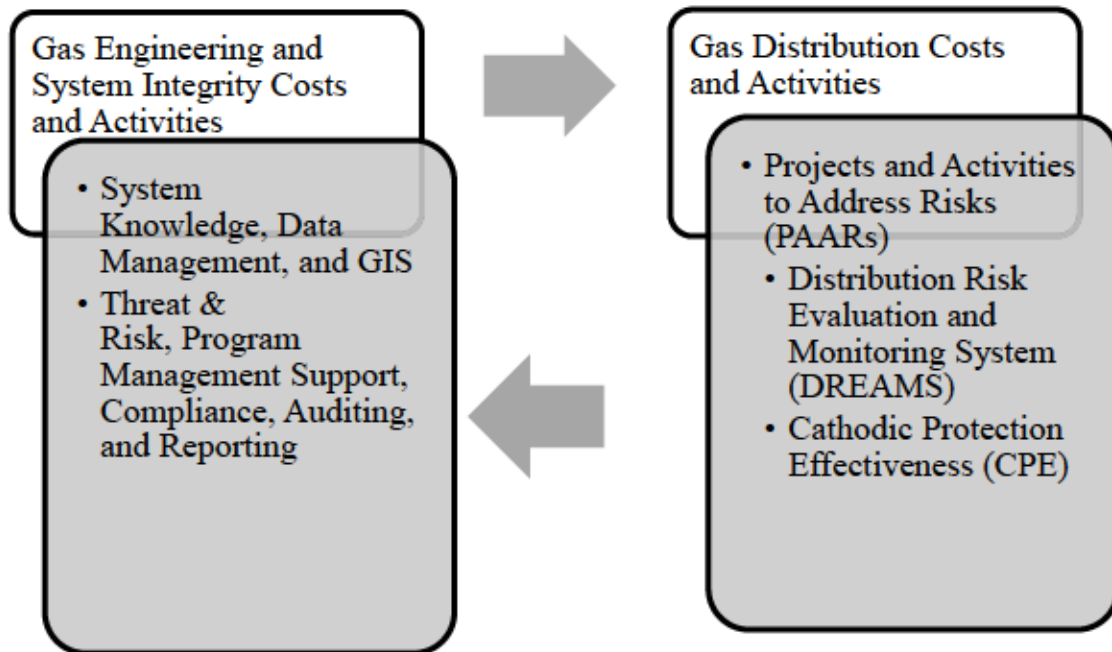 Gas Engineering and
System Integrity Costs
and Activities
• System
Knowledge, Data
Management, and GIS
• Threat &
Risk, Program
Management Support,
Compliance, Auditing,
and Reporting
Gas Distribution Costs
and Activities
• Projects and Activities
to Address Risks
(PAARs)
• Distribution Risk
Evaluation and
Monitoring System
(DREAMS)
• Cathodic Protection
Effectiveness (CPE)